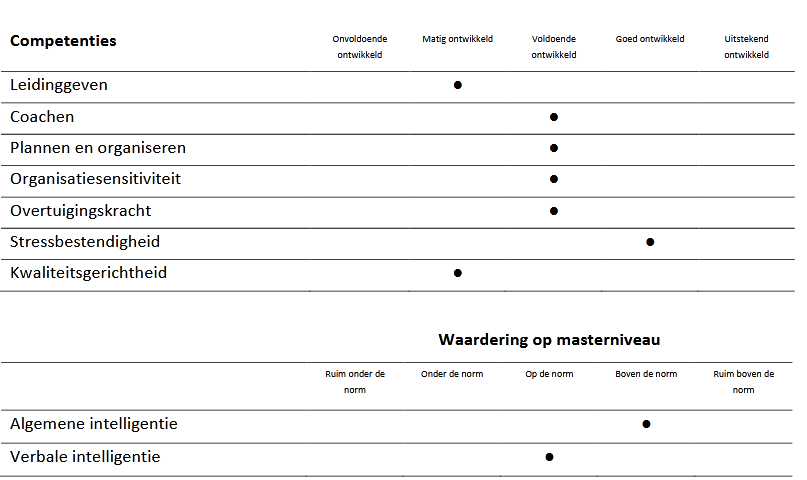 Competenties Onvoldoende ontwikkeld Matig ontwikkeld Voldoende ontwikkeld Goed ontwikkeld Uitstekend ontwikkeld
Leidinggeven ●
Coachen ●
Plannen en organiseren ●
Organisatiesensitiviteit ●
Overtuigingskracht ●
Stressbestendigheid ●
Kwaliteitsgerichtheid ●
Waardering op masterniveau
Ruim onder de norm Onder de norm Op de norm Boven de norm Ruim boven de norm
Algemene intelligentie ●
Verbale intelligentie ●